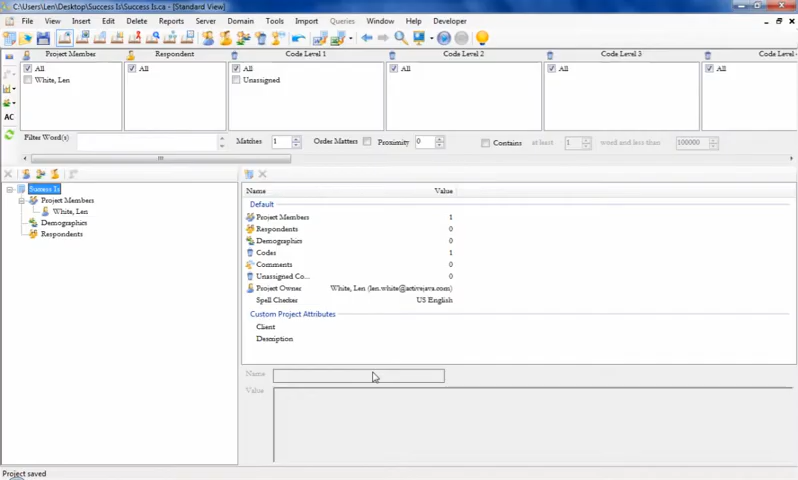 C:\Users\Len\Desktop\Success Is\Success Is.ca - [Standard View]
File View Insert Edit Delete Reports Server Domain Tools Import Queries Window Help Developer
Project Member Respondent Code Level 1 Code Level 2 Code Level 3 Code Level
All All All All All All
White, Len Unassigned
AC
Filter Word(s) Matches 1 Order Matters Proximity 0 Contains at least 1 word and less than 100000
Success Is
Project Members
White, Len
Demographics
Respondents
Name Value
Default
Project Members 1
Respondents 0
Demographics 0
Codes 1
Comments 0
Unassigned Co... 0
Project Owner White, Len (len.white@activejava.com)
Spell Checker US English
Custom Project Attributes
Client
Description
Name
Value
Project saved